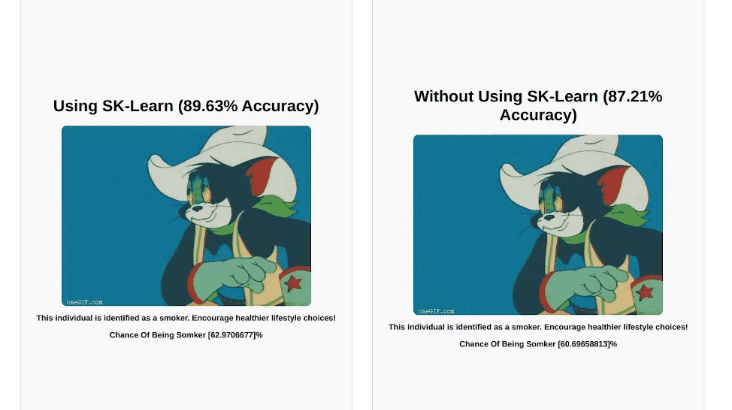 Using SK-Learn (89.63% Accuracy)
oneGIF.com
This individual is identified as a smoker. Encourage healthier lifestyle choices!
Chance Of Being Somker [62.9706677]%
Without Using SK-Learn (87.21%
Accuracy)
oneGIF.com
This individual is identified as a smoker. Encourage healthier lifestyle choices!
Chance Of Being Somker [60.69658813]%